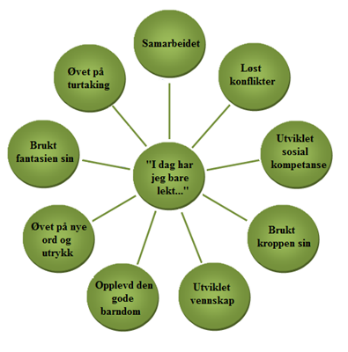 Samarbeidet
Løst
konflikter
Utviklet
sosial
kompetanse
Brukt
kroppen sin
Utviklet
vennskap
Opplevd den
gode
barndom
Øvet på nye
ord og
utrykk
Brukt
fantasien sin
Øvet på
turtaking
"I dag har
jeg bare
lekt..."